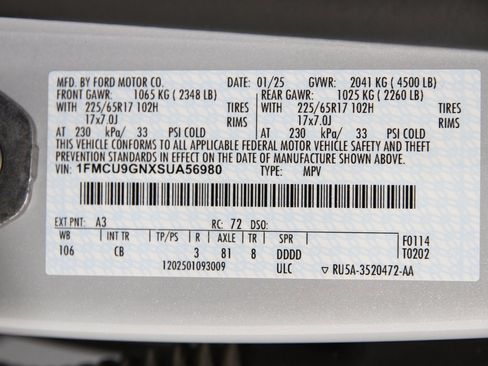 MFD. BY FORD MOTOR CO. DATE: 01/25 GVWR: 2041 KG ( 4500 LB)
FRONT GAWR: 1065 KG ( 2348 LB) REAR GAWR: 1025 KG ( 2260 LB)
WITH 225/65R17 102H TIRES WITH 225/65R17 102H TIRES
17x7.0J RIMS 17x7.0J RIMS
AT 230 kPa/ 33 PSI COLD AT 230 kPa/ 33 PSI COLD
THIS VEHICLE CONFORMS TO ALL APPLICABLE FEDERAL MOTOR VEHICLE SAFETY AND THEFT
PREVENTION STANDARDS IN EFFECT ON THE DATE OF MANUFACTURE SHOWN ABOVE.
VIN: 1FMCU9GNXSUA56980 TYPE: MPV
EXT PNT: A3 RC: 72 DSO:
WB INT TR TP/PS R AXLE TR SPR F0114
106 CB 3 81 8 DDDD T0202
1202501093009 ULC ▽ RU5A-3520472-AA